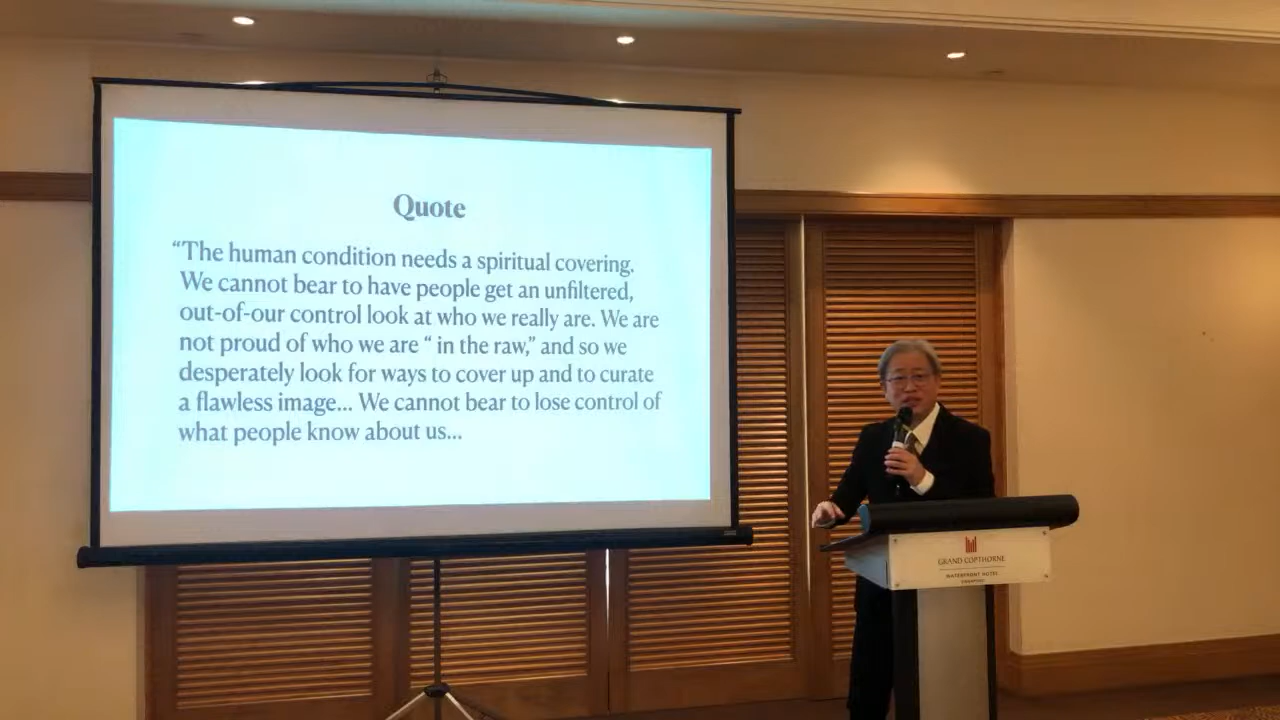 Quote
“The human condition needs a spiritual covering.
We cannot bear to have people get an unfiltered,
out-of-our control look at who we really are. We are
not proud of who we are “ in the raw,” and so we
desperately look for ways to cover up and to curate
a flawless image... We cannot bear to lose control of
what people know about us...
GRAND COPTHORNE
WATERFRONT HOTEL
SINGAPORE